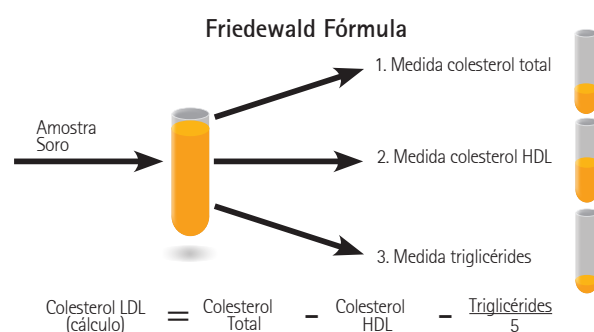 Friedewald Fórmula
1. Medida colesterol total
Amostra
Soro
2. Medida colesterol HDL
3. Medida triglicérides
Colesterol LDL
(cálculo)
=
Colesterol
Total
-
Colesterol
HDL
-
Triglicérides
5